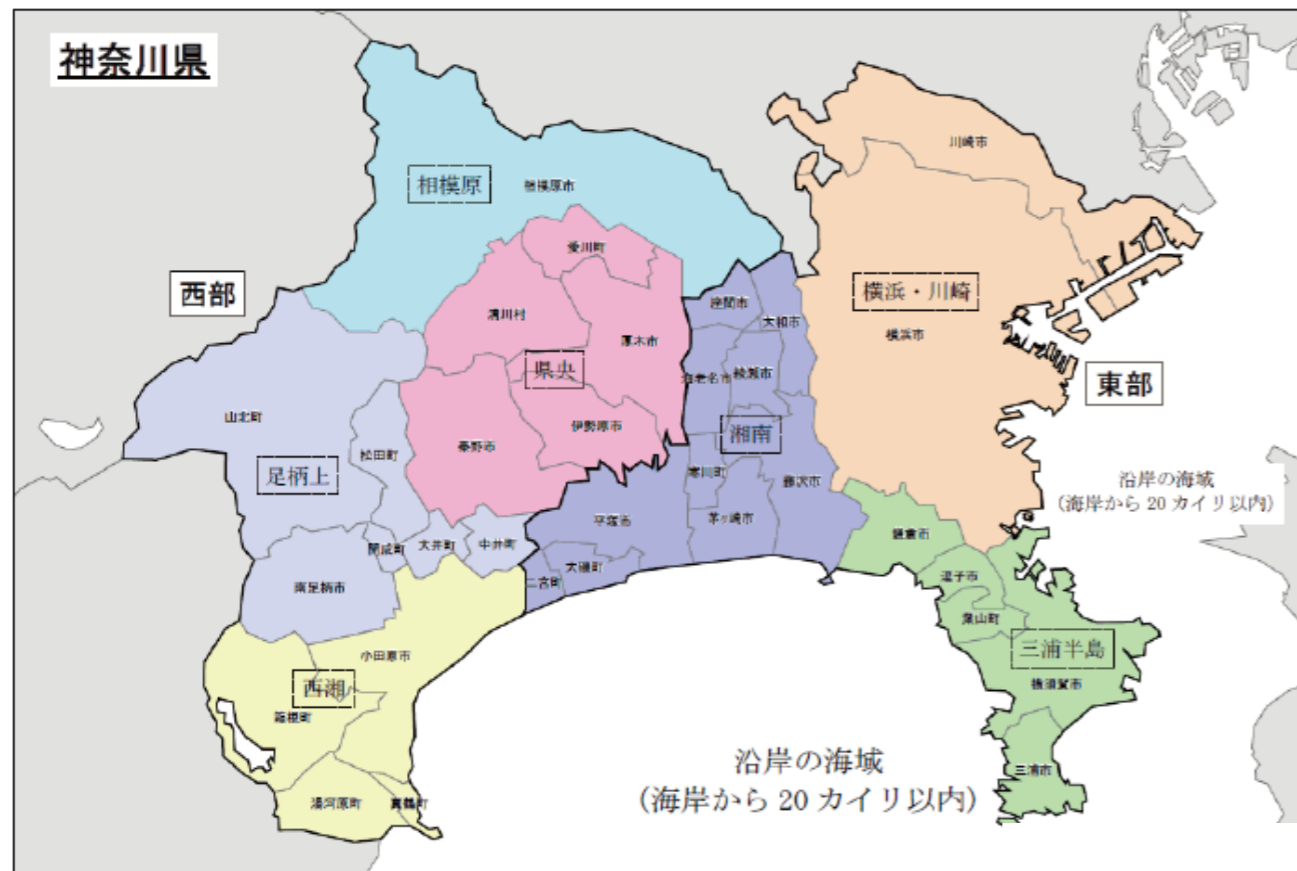 神奈川県
川崎市
相模原
相模原市
愛川町
西部
座間市
横浜・川崎
清川村
大和市
厚木市
横浜市
県央
海老名市
綾瀬市
東部
山北町
伊勢原市
秦野市
湘南
松田町
足柄上
寒川町
藤沢市
沿岸の海域
(海岸から 20 カイリ以内)
平塚市
茅ヶ崎市
鎌倉市
開成町
大井町
中井町
大磯町
二宮町
逗子市
南足柄市
葉山町
小田原市
三浦半島
西湘
横須賀市
箱根町
沿岸の海域
(海岸から 20 カイリ以内)
三浦市
湯河原町
真鶴町